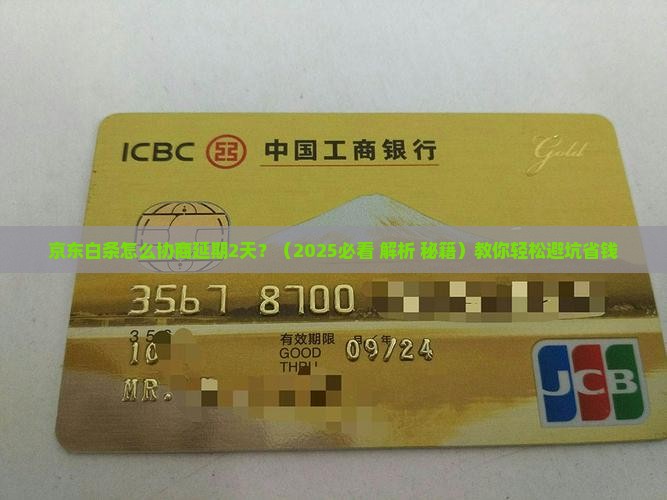 ICBC 中国工商银行 Gold
京东白条怎么协商延期2天？（2025必看 解析 秘籍）教你轻松避坑省钱
3567 8700
356
有效期限 月/年
GOOD THRU 09/24
10
MR.
JCB